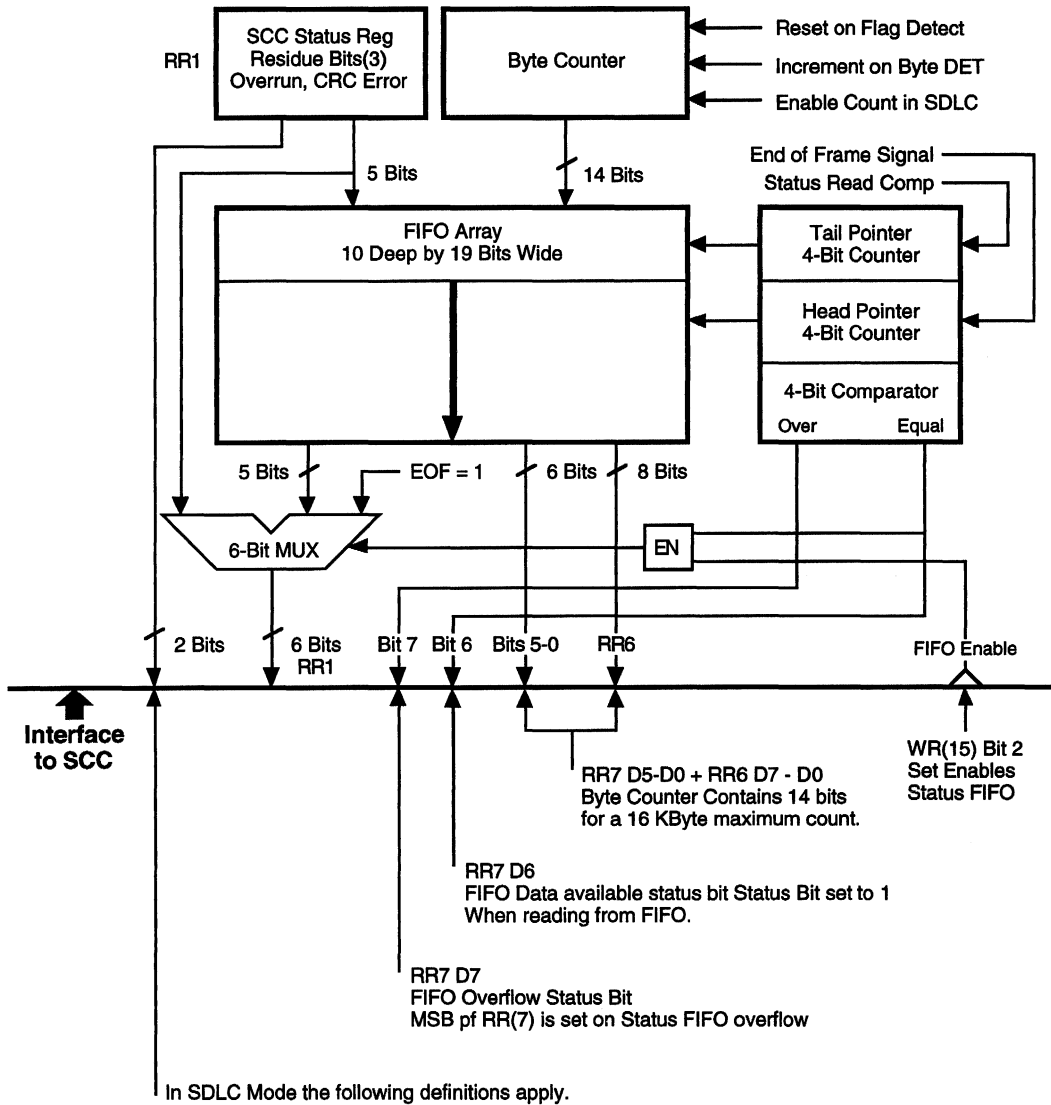 RR1
SCC Status Reg
Residue Bits(3)
Overrun, CRC Error
Byte Counter
Reset on Flag Detect
Increment on Byte DET
Enable Count in SDLC
5 Bits
14 Bits
End of Frame Signal
Status Read Comp
FIFO Array
10 Deep by 19 Bits Wide
Tail Pointer
4-Bit Counter
Head Pointer
4-Bit Counter
4-Bit Comparator
Over Equal
5 Bits
EOF = 1
6 Bits
8 Bits
6-Bit MUX
EN
2 Bits
6 Bits
RR1
Bit 7
Bit 6
Bits 5-0
RR6
FIFO Enable
Interface
to SCC
WR(15) Bit 2
Set Enables
Status FIFO
RR7 D5-D0 + RR6 D7 - D0
Byte Counter Contains 14 bits
for a 16 KByte maximum count.
RR7 D6
FIFO Data available status bit Status Bit set to 1
When reading from FIFO.
RR7 D7
FIFO Overflow Status Bit
MSB pf RR(7) is set on Status FIFO overflow
In SDLC Mode the following definitions apply.